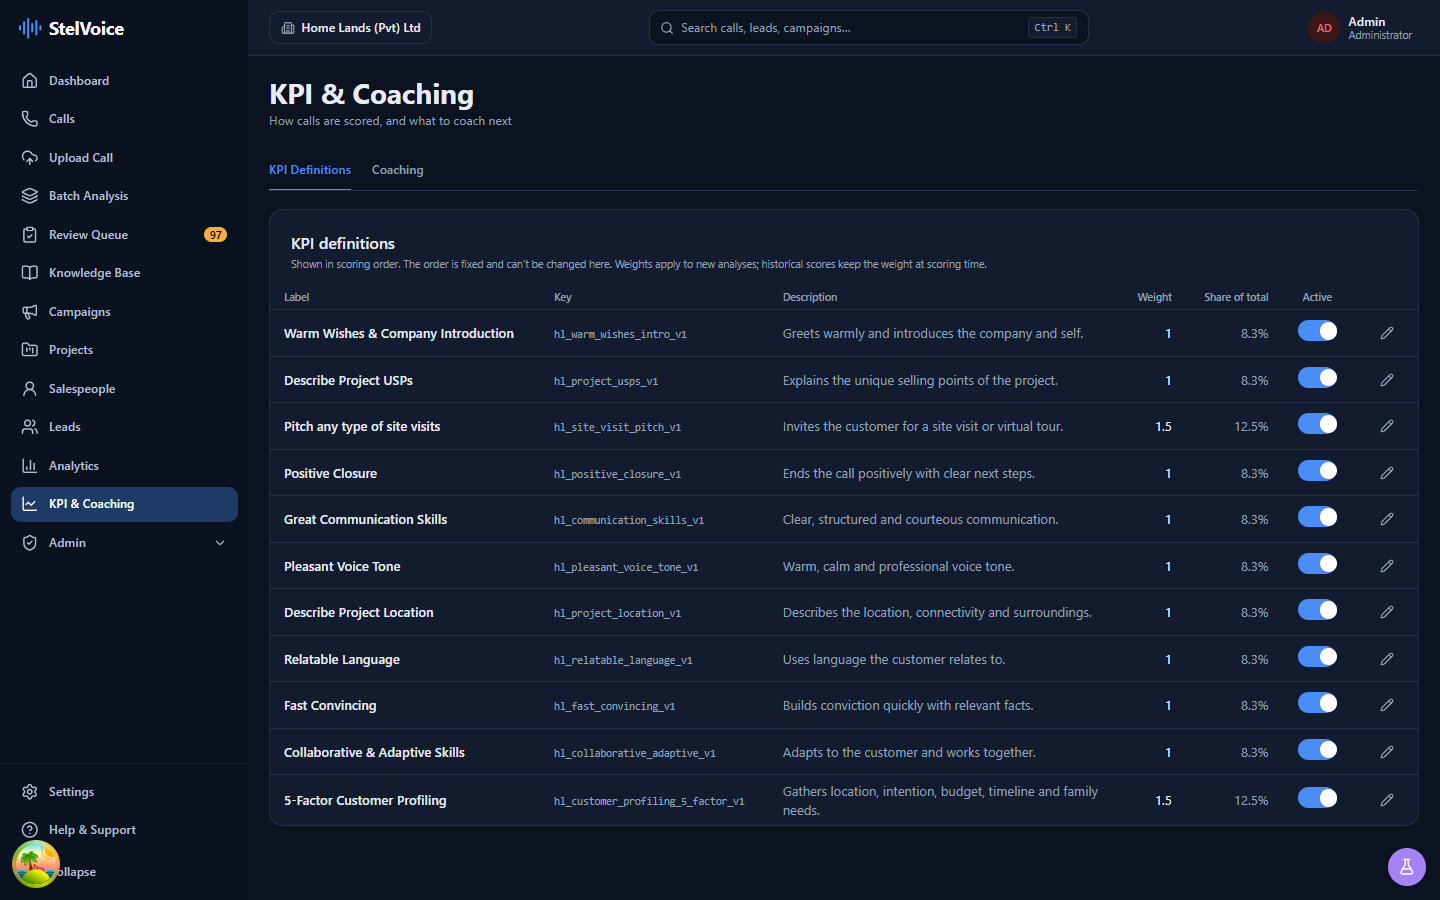 StelVoice
Home Lands (Pvt) Ltd
Search calls, leads, campaigns...
Ctrl K
AD
Admin
Administrator
Dashboard
Calls
Upload Call
Batch Analysis
Review Queue
97
Knowledge Base
Campaigns
Projects
Salespeople
Leads
Analytics
KPI & Coaching
Admin
Settings
Help & Support
ollapse
KPI & Coaching
How calls are scored, and what to coach next
KPI Definitions
Coaching
KPI definitions
Shown in scoring order. The order is fixed and can't be changed here. Weights apply to new analyses; historical scores keep the weight at scoring time.
Label Key Description Weight Share of total Active
Warm Wishes & Company Introduction hl_warm_wishes_intro_v1 Greets warmly and introduces the company and self. 1 8.3%
Describe Project USPs hl_project_usps_v1 Explains the unique selling points of the project. 1 8.3%
Pitch any type of site visits hl_site_visit_pitch_v1 Invites the customer for a site visit or virtual tour. 1.5 12.5%
Positive Closure hl_positive_closure_v1 Ends the call positively with clear next steps. 1 8.3%
Great Communication Skills hl_communication_skills_v1 Clear, structured and courteous communication. 1 8.3%
Pleasant Voice Tone hl_pleasant_voice_tone_v1 Warm, calm and professional voice tone. 1 8.3%
Describe Project Location hl_project_location_v1 Describes the location, connectivity and surroundings. 1 8.3%
Relatable Language hl_relatable_language_v1 Uses language the customer relates to. 1 8.3%
Fast Convincing hl_fast_convincing_v1 Builds conviction quickly with relevant facts. 1 8.3%
Collaborative & Adaptive Skills hl_collaborative_adaptive_v1 Adapts to the customer and works together. 1 8.3%
5-Factor Customer Profiling hl_customer_profiling_5_factor_v1 Gathers location, intention, budget, timeline and family needs. 1.5 12.5%